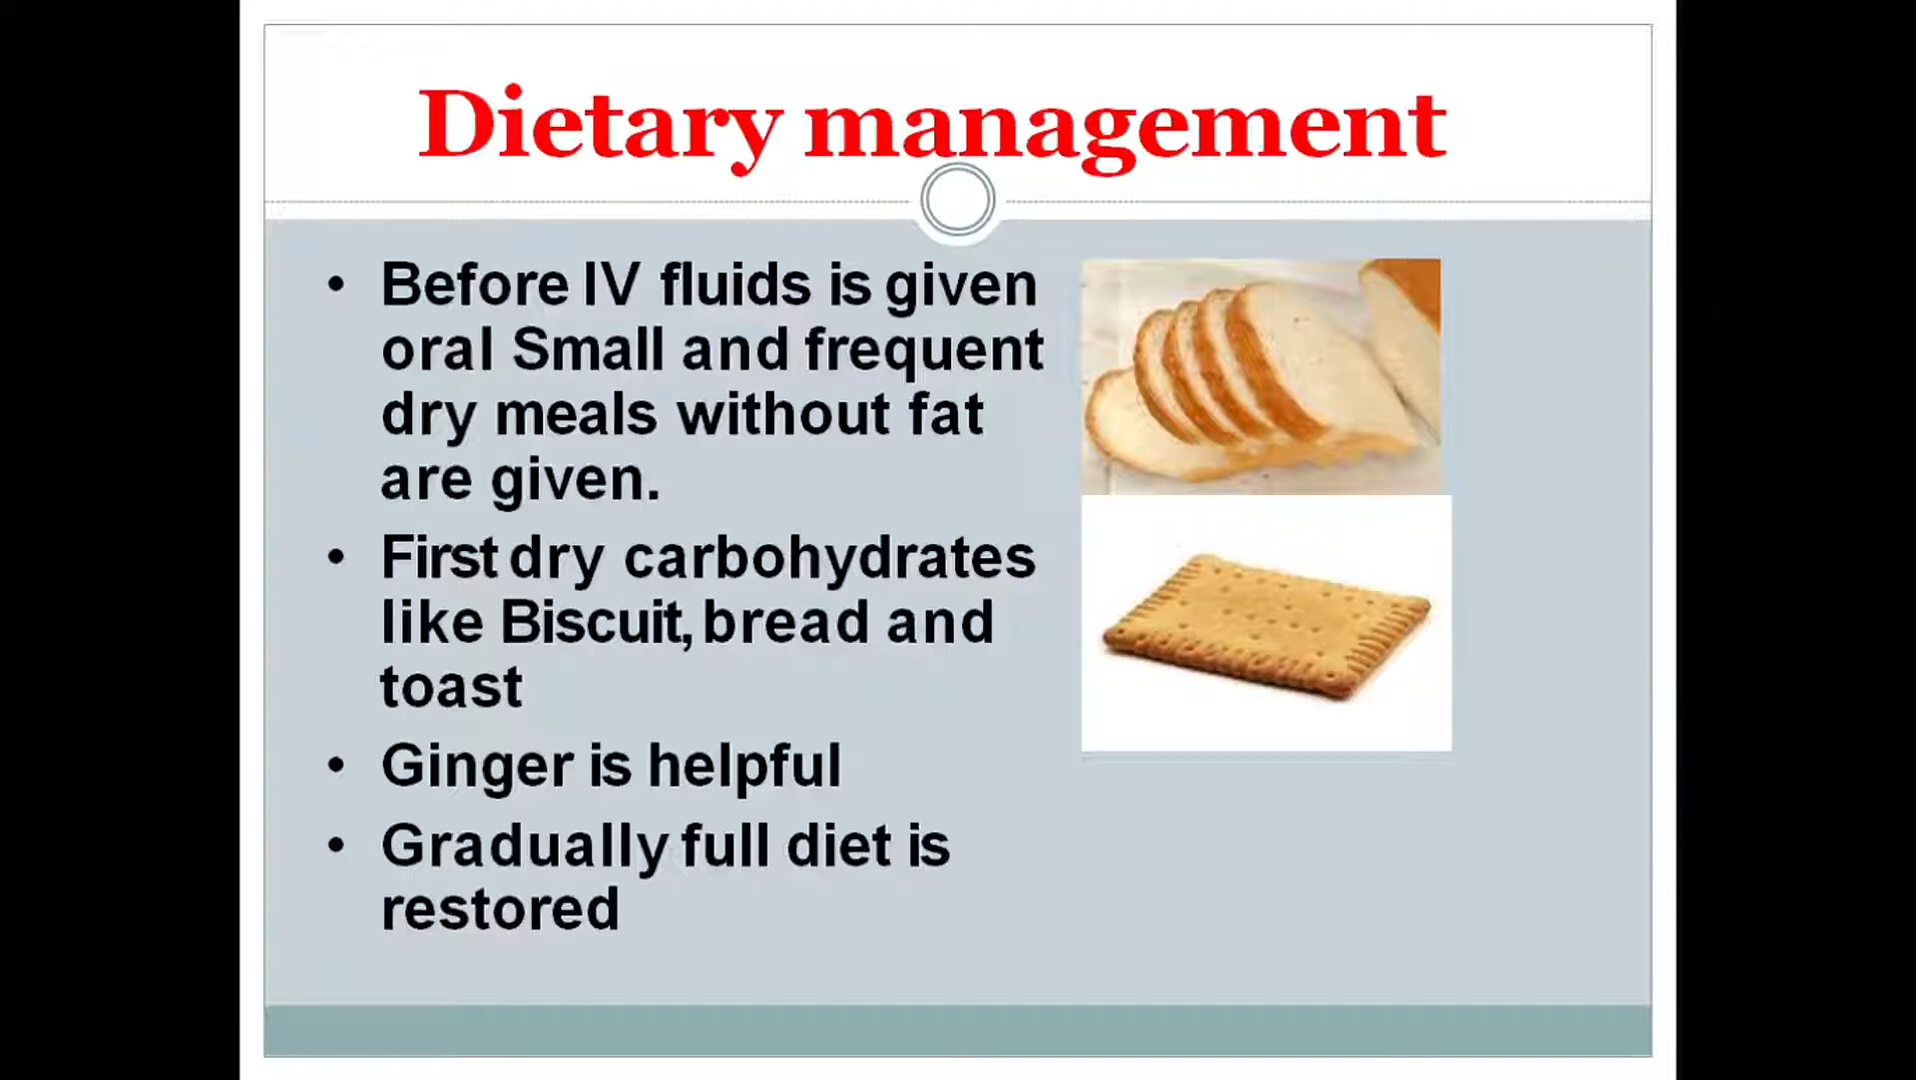 Dietary management
• Before IV fluids is given
oral Small and frequent
dry meals without fat
are given.
• First dry carbohydrates
like Biscuit, bread and
toast
• Ginger is helpful
• Gradually full diet is
restored